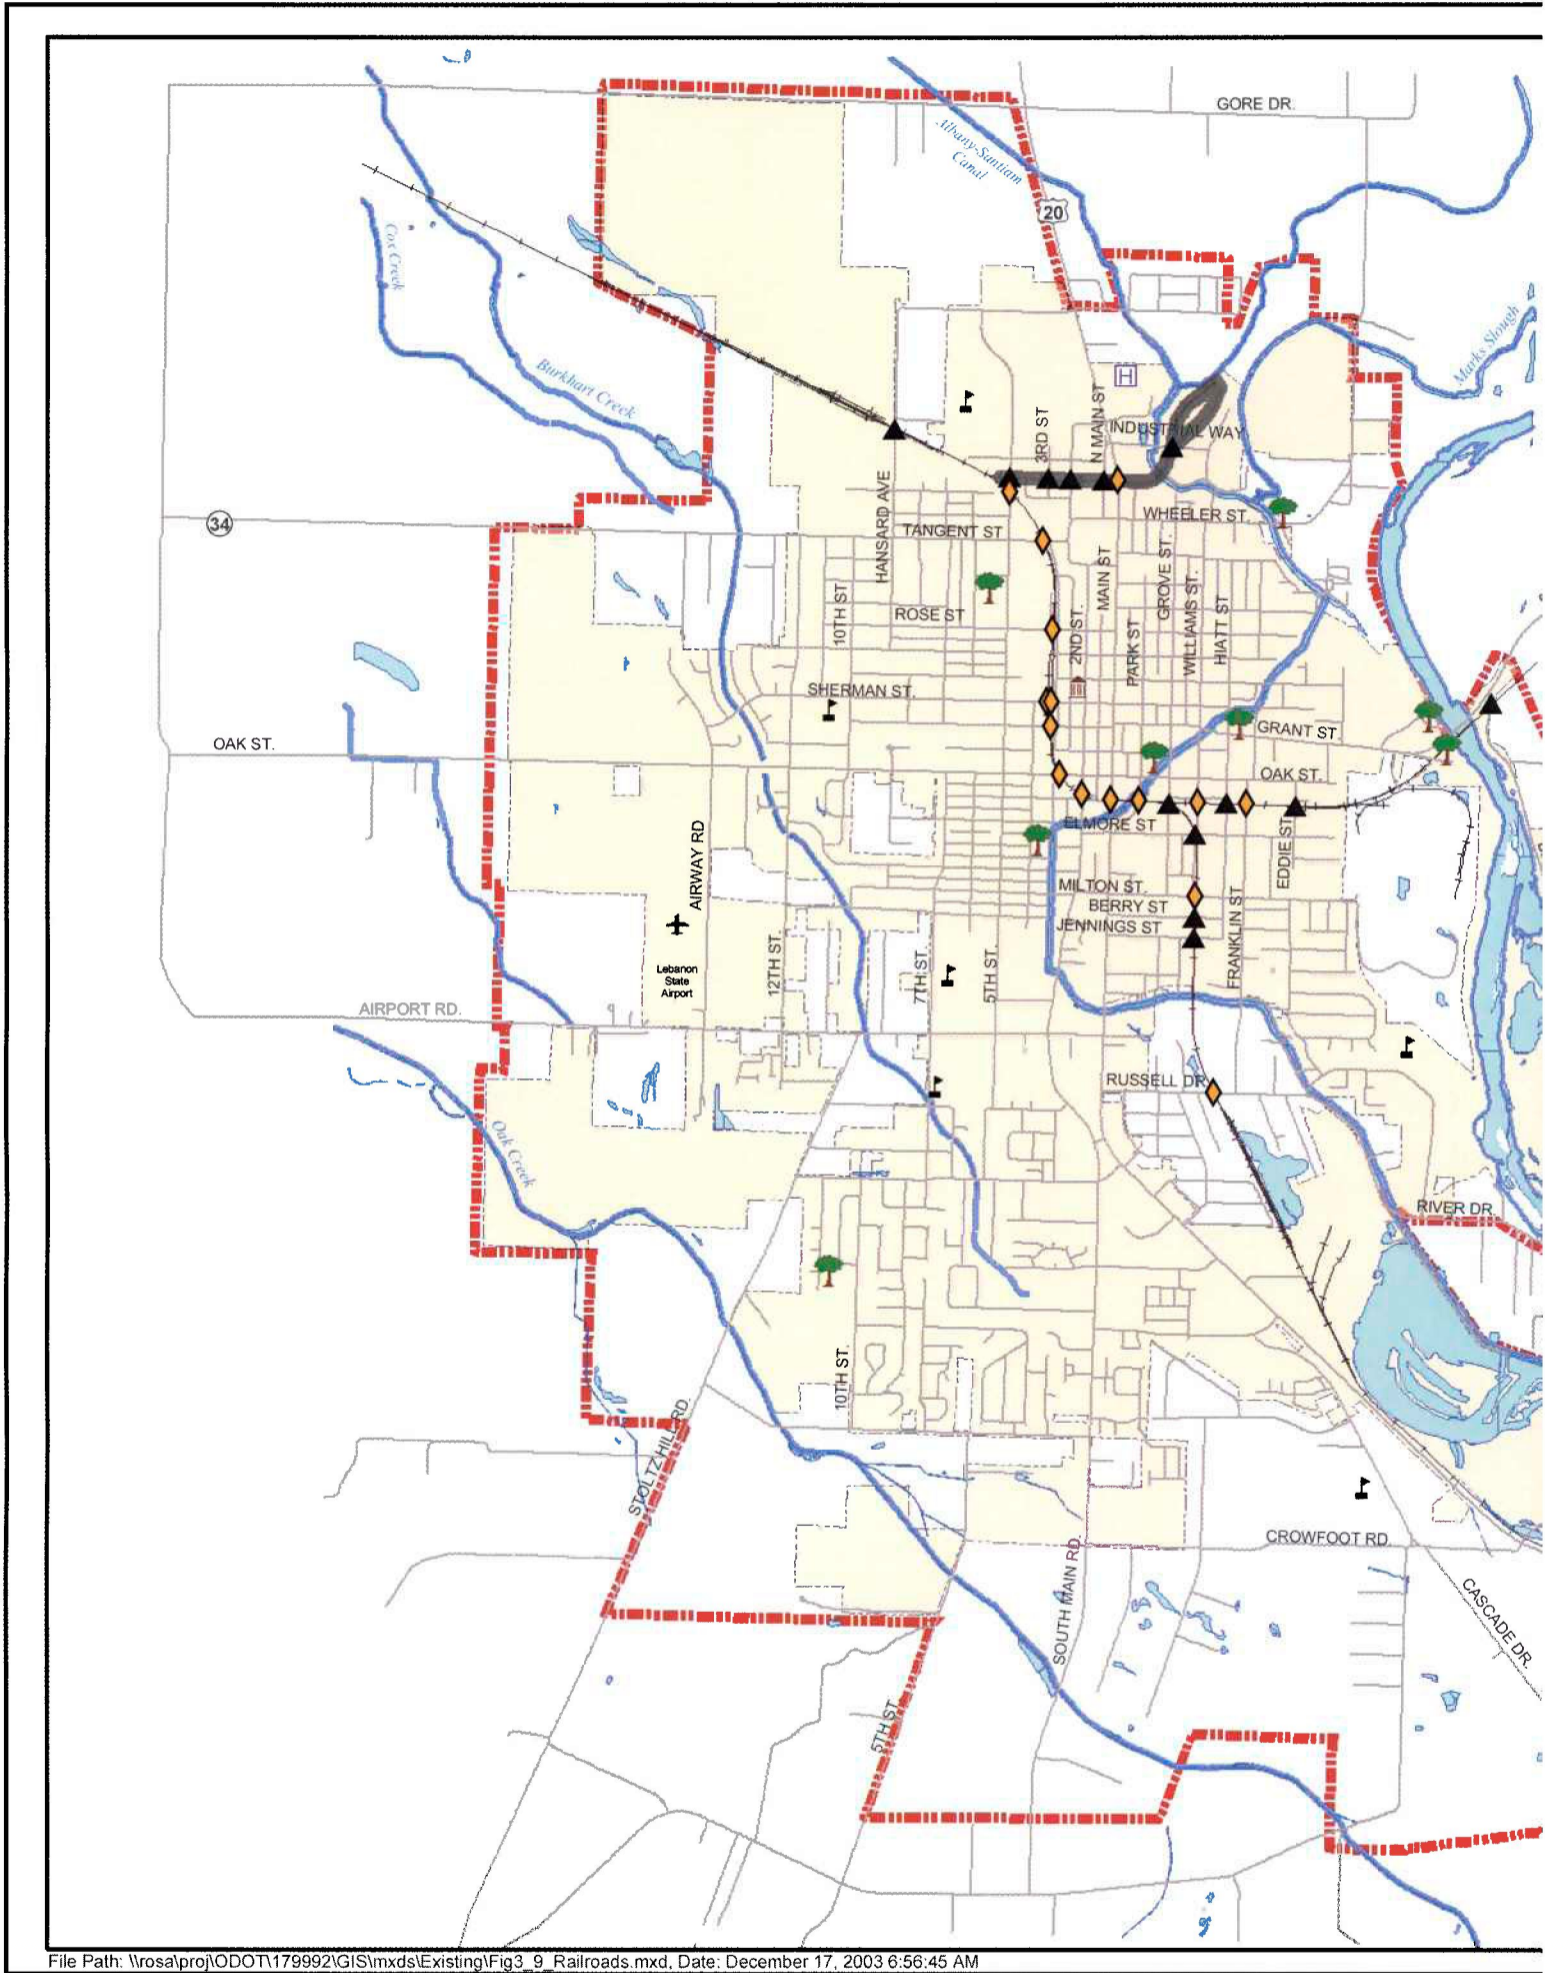 GORE DR.
Albany-Santiam
Canal
20
Cox Creek
Marks Slough
Burkhart Creek
H
3RD ST
N MAIN ST
INDUSTRIAL WAY
34
HANSARD AVE
TANGENT ST
WHEELER ST.
10TH ST
ROSE ST
2ND ST.
MAIN ST
PARK ST
GROVE ST.
WILLIAMS ST.
HIATT ST
SHERMAN ST.
GRANT ST
OAK ST.
OAK ST.
ELMORE ST
EDDIE ST
AIRWAY RD
MILTON ST.
BERRY ST
JENNINGS ST
FRANKLIN ST
Lebanon
State
Airport
12TH ST.
7TH ST.
5TH ST.
AIRPORT RD.
RUSSELL DR
Oak Creek
RIVER DR.
10TH ST.
STOLTZ HILL RD.
CROWFOOT RD
SOUTH MAIN RD.
CASCADE DR.
5TH ST.
File Path: \\rosa\proj\ODOT\179992\GIS\mxds\Existing\Fig3_9_Railroads.mxd, Date: December 17, 2003 6:56:45 AM